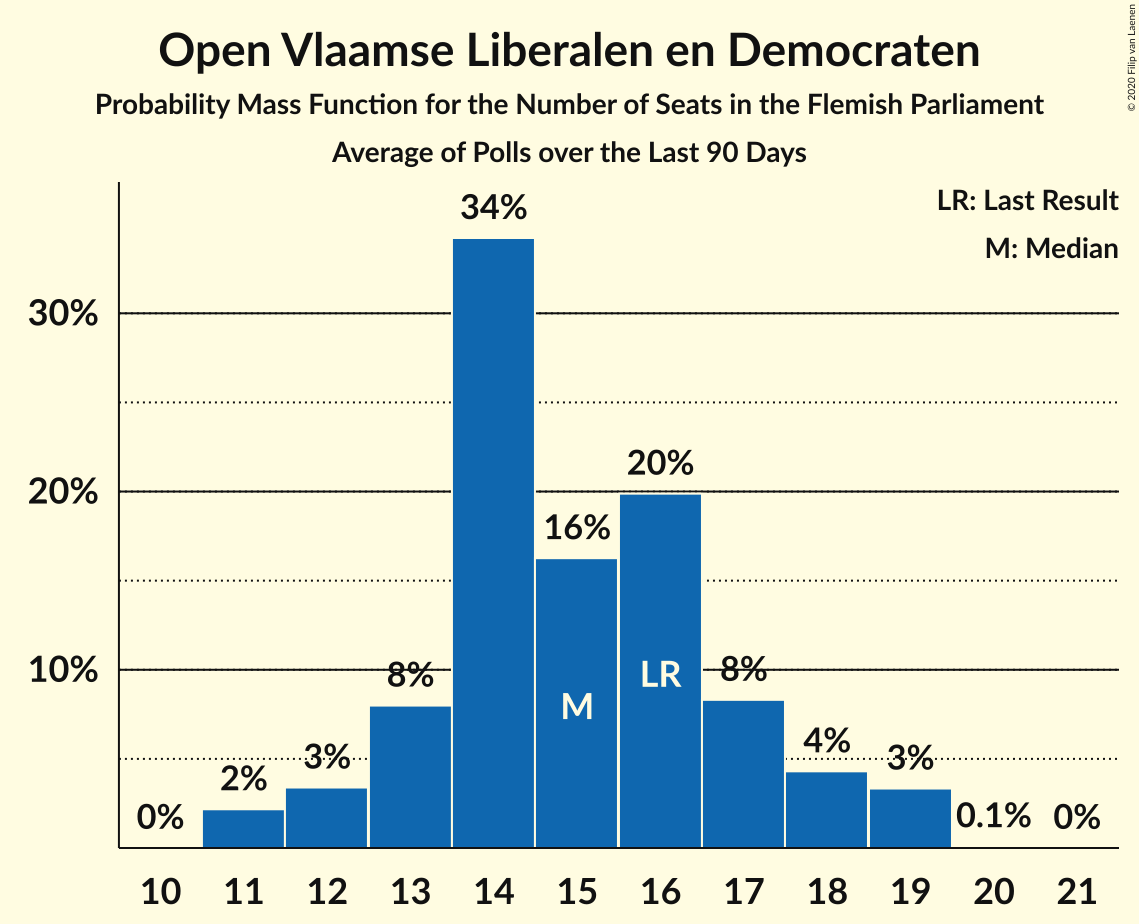 Open Vlaamse Liberalen en Democraten
Probability Mass Function for the Number of Seats in the Flemish Parliament
Average of Polls over the Last 90 Days
© 2020 Filip van Laenen
LR: Last Result
M: Median
34%
30%
20%
20%
16%
10%
8%
LR
8%
M
4%
3%
3%
2%
0%
0.1%
0%
10 11 12 13 14 15 16 17 18 19 20 21